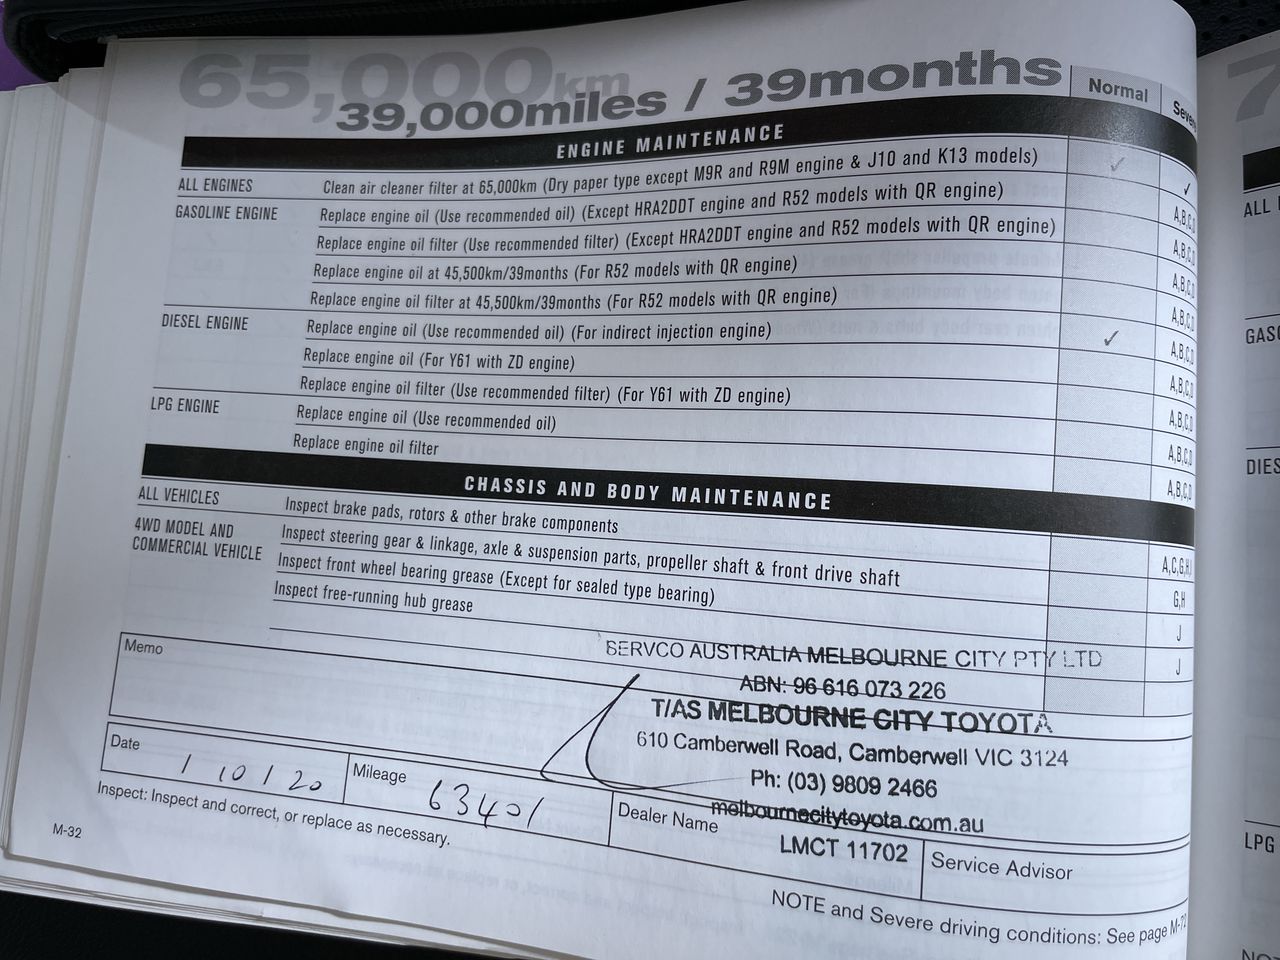 65,000km
39,000miles / 39months
Normal
ENGINE MAINTENANCE
ALL ENGINES Clean air cleaner filter at 65,000km (Dry paper type except M9R and R9M engine & J10 and K13 models) ✓ ✓
GASOLINE ENGINE Replace engine oil (Use recommended oil) (Except HRA2DDT engine and R52 models with QR engine) A,B,C,D
Replace engine oil filter (Use recommended filter) (Except HRA2DDT engine and R52 models with QR engine) A,B,C,D
Replace engine oil at 45,500km/39months (For R52 models with QR engine) A,B,C,D
Replace engine oil filter at 45,500km/39months (For R52 models with QR engine) A,B,C,D
DIESEL ENGINE Replace engine oil (Use recommended oil) (For indirect injection engine) ✓ A,B,C,D
Replace engine oil (For Y61 with ZD engine) A,B,C,D
Replace engine oil filter (Use recommended filter) (For Y61 with ZD engine) A,B,C,D
LPG ENGINE Replace engine oil (Use recommended oil) A,B,C,D
Replace engine oil filter A,B,C,D
CHASSIS AND BODY MAINTENANCE
ALL VEHICLES Inspect brake pads, rotors & other brake components A,C,G,H
4WD MODEL AND Inspect steering gear & linkage, axle & suspension parts, propeller shaft & front drive shaft G,H
COMMERCIAL VEHICLE Inspect front wheel bearing grease (Except for sealed type bearing) J
Inspect free-running hub grease J
Memo
SERVCO AUSTRALIA MELBOURNE CITY PTY LTD
ABN: 96 616 073 226
T/AS MELBOURNE CITY TOYOTA
610 Camberwell Road, Camberwell VIC 3124
Ph: (03) 9809 2466
melbournecitytoyota.com.au
LMCT 11702
Date 1 10 / 20
Mileage 63401
Dealer Name
Service Advisor
Inspect: Inspect and correct, or replace as necessary.
NOTE and Severe driving conditions: See page
M-32
ALL
LPG